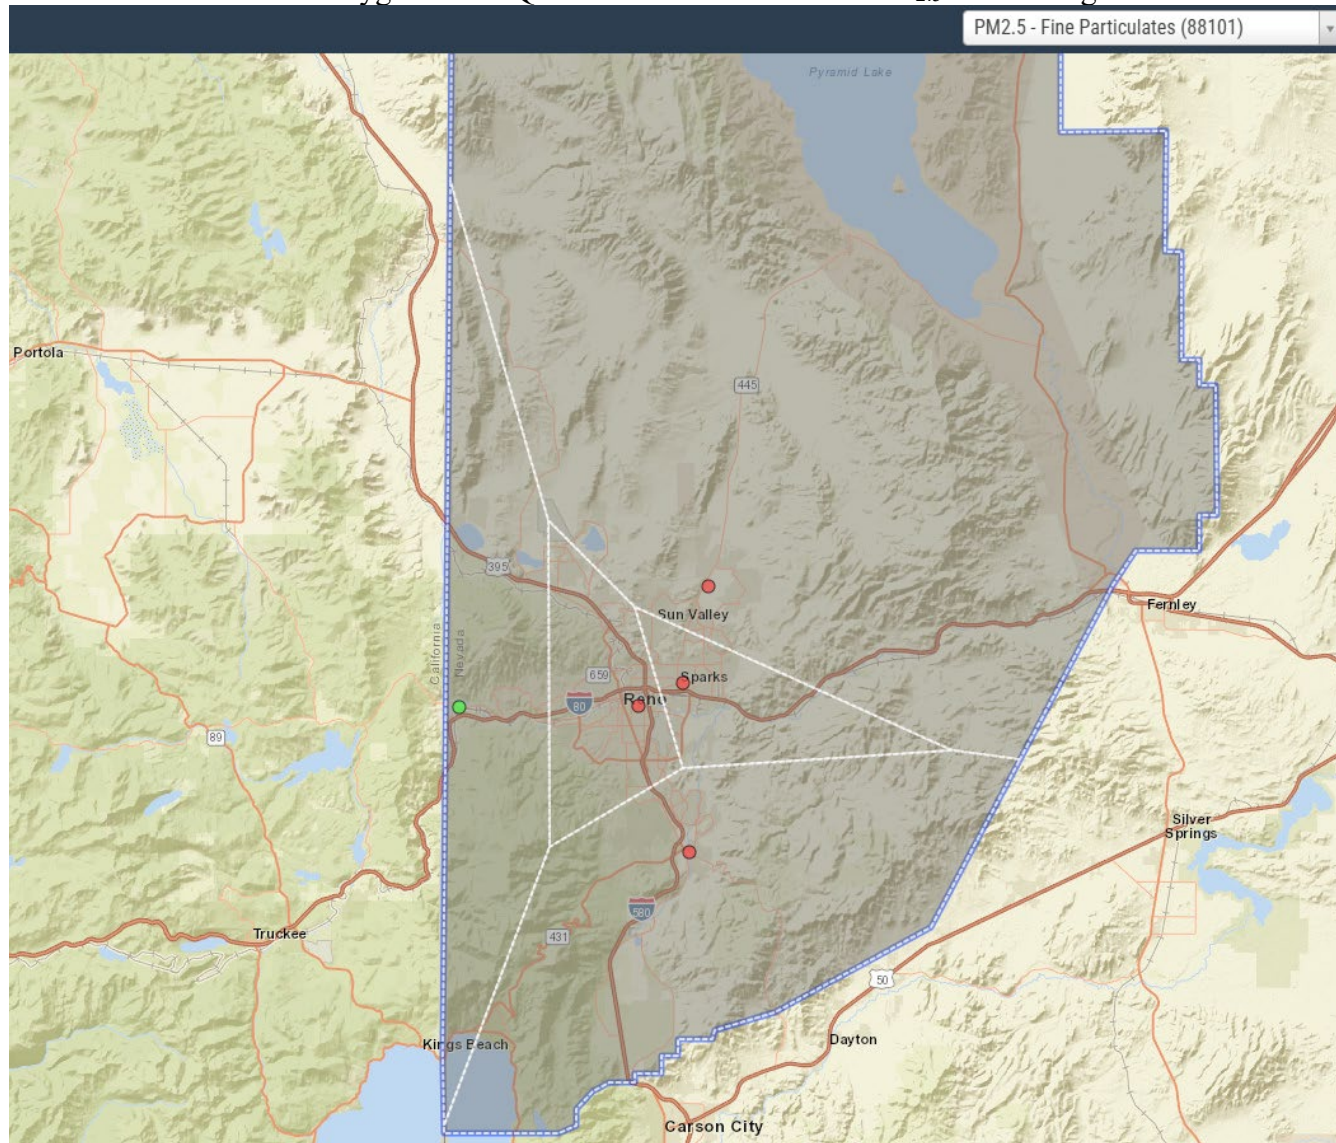 PM2.5 - Fine Particulates (88101)
Pyramid Lake
Portola
445
395
Sun Valley
Fernley
California
Nevada
659
Sparks
Reno
80
89
Silver
Springs
580
Truckee
431
50
Kings Beach
Dayton
Carson City